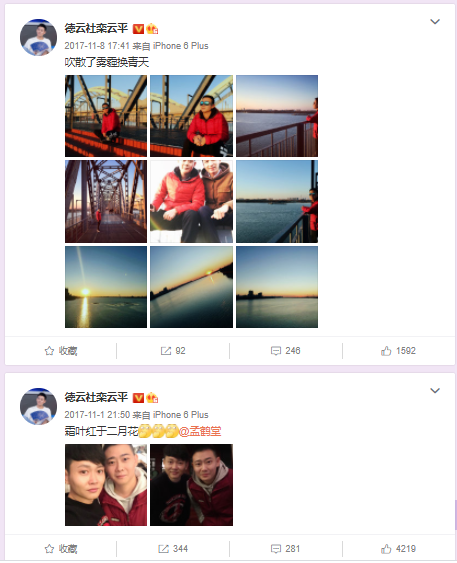 德云社栾云平
2017-11-8 17:41 来自 iPhone 6 Plus
吹散了雾霾换青天
收藏
92
246
1592
德云社栾云平
2017-11-1 21:50 来自 iPhone 6 Plus
霜叶红于二月花@孟鹤堂
收藏
344
281
4219